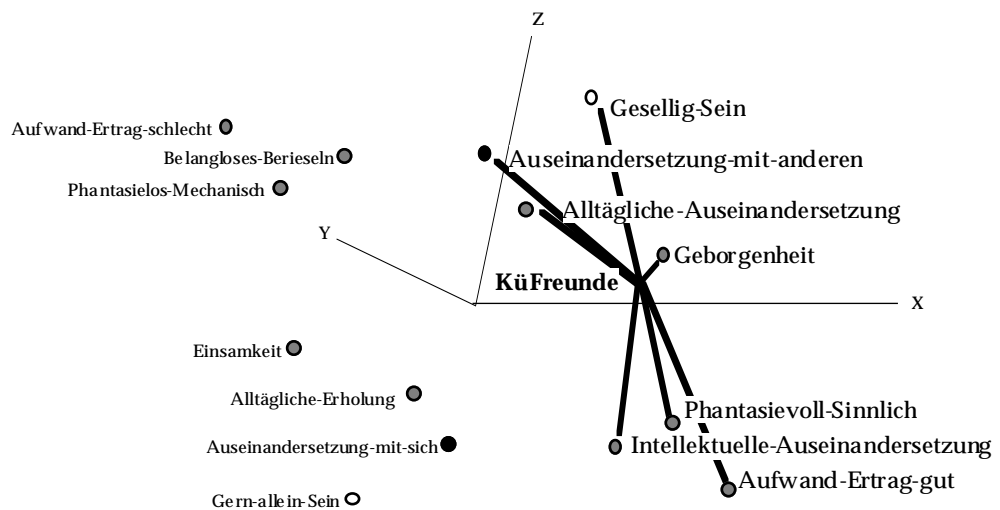 Z
Gesellig-Sein
Aufwand-Ertrag-schlecht
Belangloses-Berieseln
Auseinandersetzung-mit-anderen
Phantasielos-Mechanisch
Alltägliche-Auseinandersetzung
Y
Geborgenheit
KüFreunde
X
Einsamkeit
Alltägliche-Erholung
Phantasievoll-Sinnlich
Auseinandersetzung-mit-sich
Intellektuelle-Auseinandersetzung
Aufwand-Ertrag-gut
Gern-allein-Sein